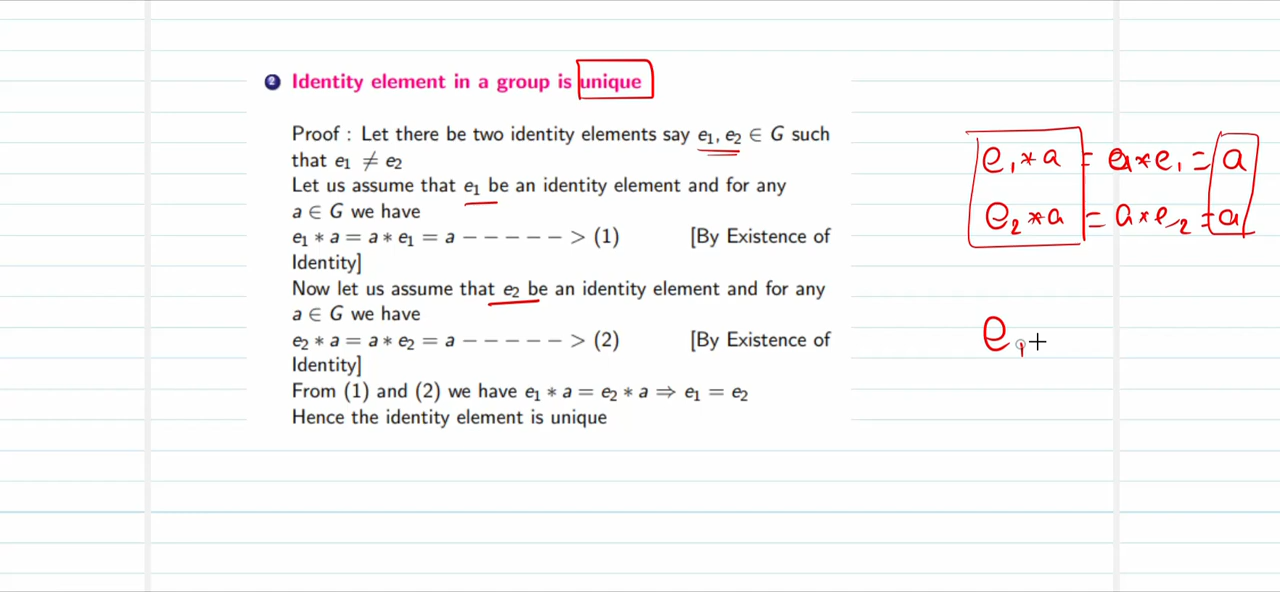 2 Identity element in a group is unique
Proof : Let there be two identity elements say e₁, e₂ ∈ G such
that e₁ ≠ e₂
Let us assume that e₁ be an identity element and for any
a ∈ G we have
e₁ * a = a * e₁ = a − − − − − > (1) [By Existence of
Identity]
Now let us assume that e₂ be an identity element and for any
a ∈ G we have
e₂ * a = a * e₂ = a − − − − − > (2) [By Existence of
Identity]
From (1) and (2) we have e₁ * a = e₂ * a ⇒ e₁ = e₂
Hence the identity element is unique
e₁ * a = a * e₁ = a
e₂ * a = a * e₂ = a
e₁